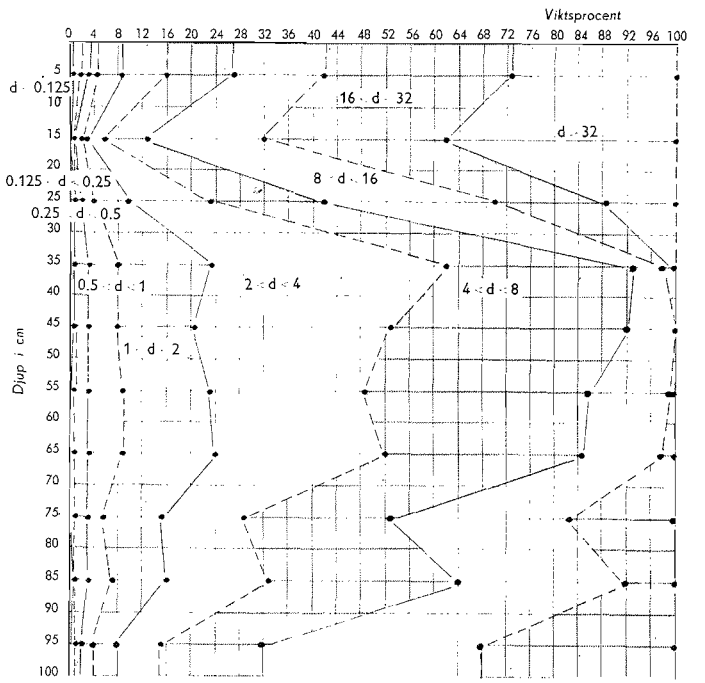 Viktsprocent
0 4 8 12 16 20 24 28 32 36 40 44 48 52 56 60 64 68 72 76 80 84 88 92 96 100
0
5
d < 0.125
10
16 < d < 32
15
d > 32
20
0.125 < d < 0.25
8 < d < 16
25
0.25 < d < 0.5
30
35
0.5 < d < 1
2 < d < 4
4 < d < 8
40
45
1 < d < 2
50
55
60
65
70
75
80
85
90
95
100
Djup i cm